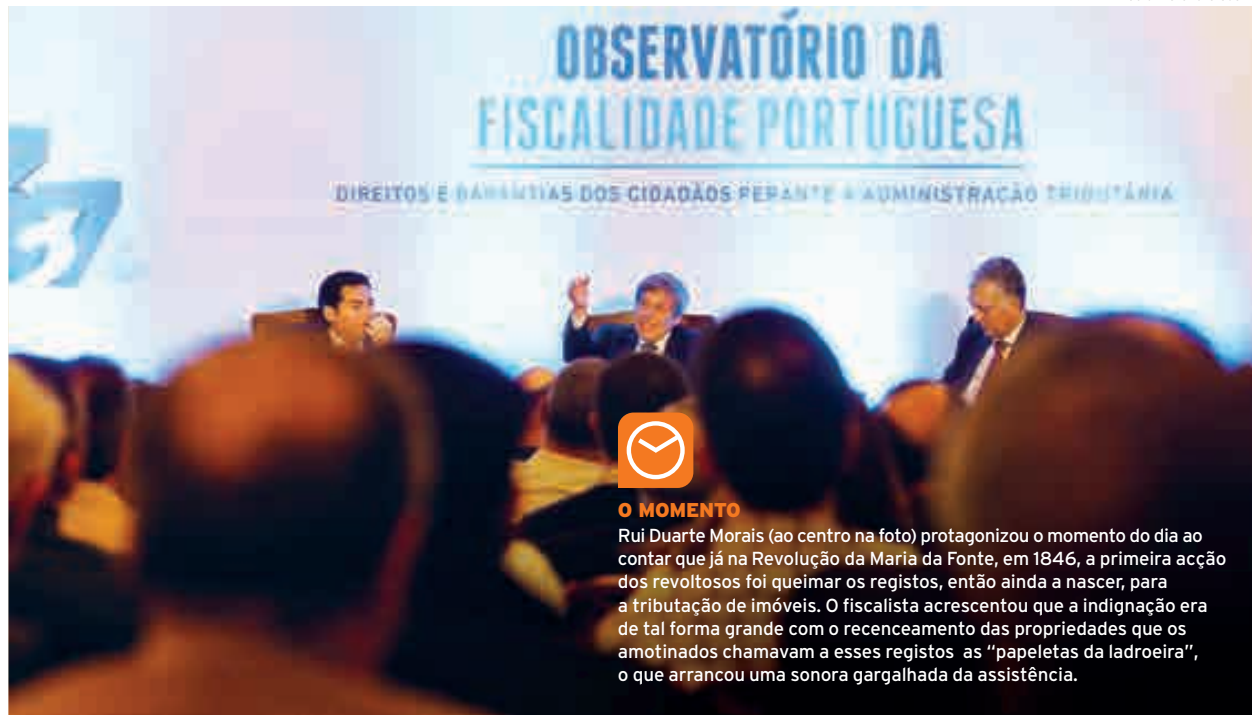 OBSERVATÓRIO DA
FISCALIDADE PORTUGUESA
DIREITOS E GARANTIAS DOS CIDADÃOS PERANTE A ADMINISTRAÇÃO TRIBUTÁRIA
O MOMENTO
Rui Duarte Morais (ao centro na foto) protagonizou o momento do dia ao
contar que já na Revolução da Maria da Fonte, em 1846, a primeira acção
dos revoltosos foi queimar os registos, então ainda a nascer, para
a tributação de imóveis. O fiscalista acrescentou que a indignação era
de tal forma grande com o recenceamento das propriedades que os
amotinados chamavam a esses registos as “papeletas da ladroeira”,
o que arrancou uma sonora gargalhada da assistência.